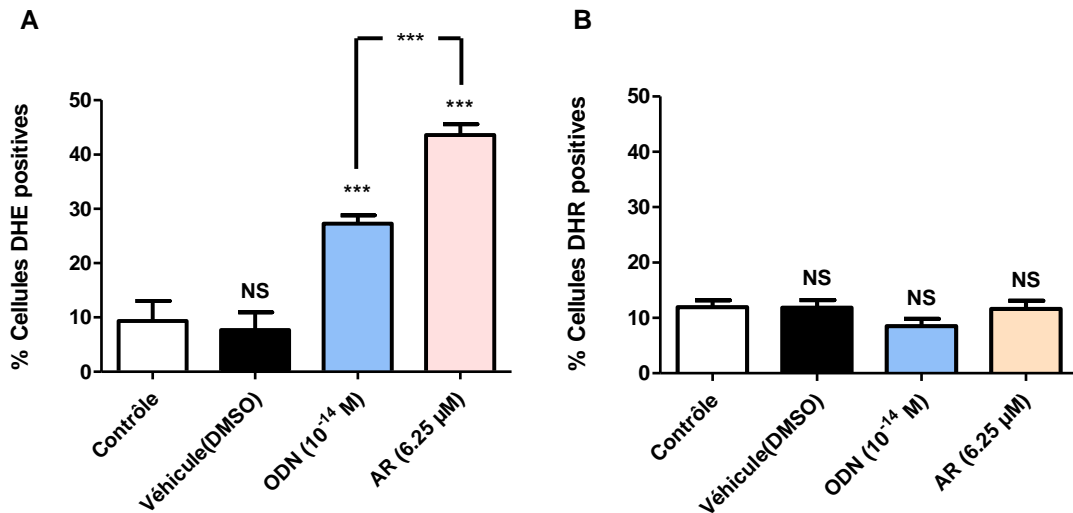 A
% Cellules DHE positives
50
40
30
20
10
0
NS
***
***
***
Contrôle
Véhicule(DMSO)
ODN (10⁻¹⁴ M)
AR (6.25 µM)
B
% Cellules DHR positives
50
40
30
20
10
0
NS
NS
NS
Contrôle
Véhicule(DMSO)
ODN (10⁻¹⁴ M)
AR (6.25 µM)